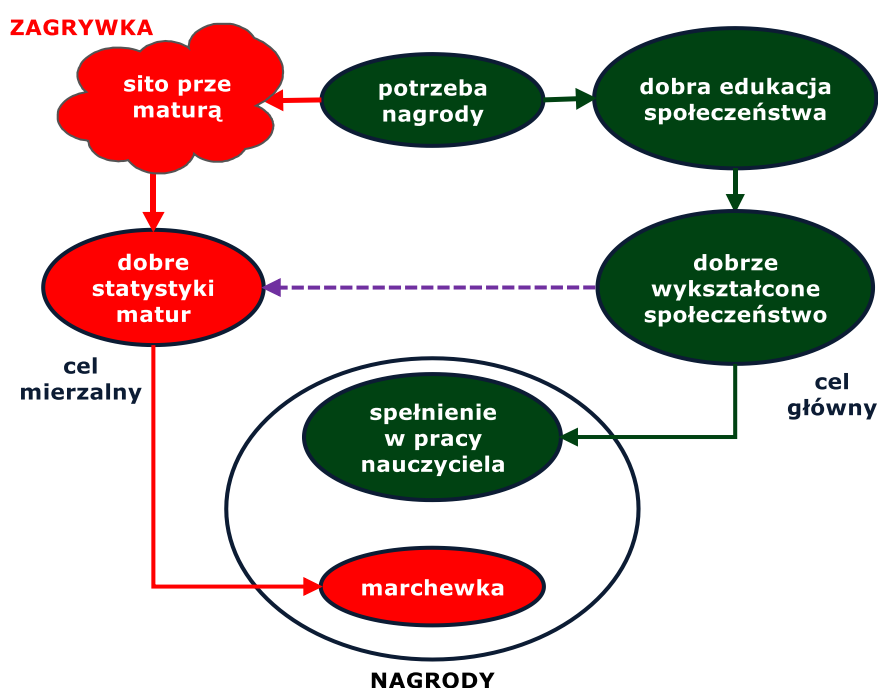 ZAGRYWKA
sito prze
maturą
potrzeba
nagrody
dobra edukacja
społeczeństwa
dobre
statystyki
matur
dobrze
wykształcone
społeczeństwo
cel
mierzalny
cel
główny
spełnienie
w pracy
nauczyciela
marchewka
NAGRODY